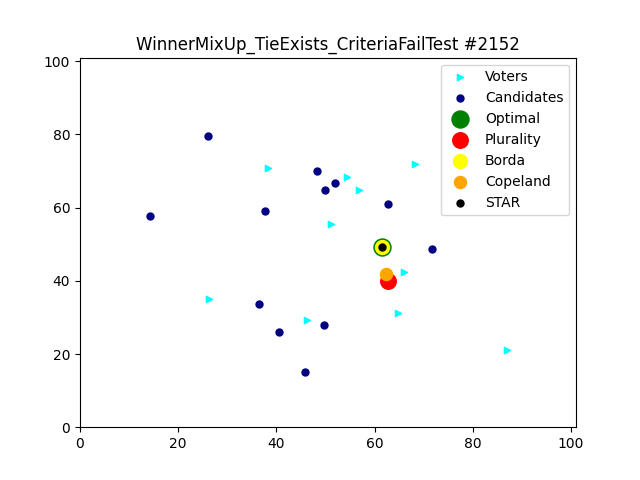 WinnerMixUp_TieExists_CriteriaFailTest #2152
100
80
60
40
20
0
0
20
40
60
80
100
Voters
Candidates
Optimal
Plurality
Borda
Copeland
STAR